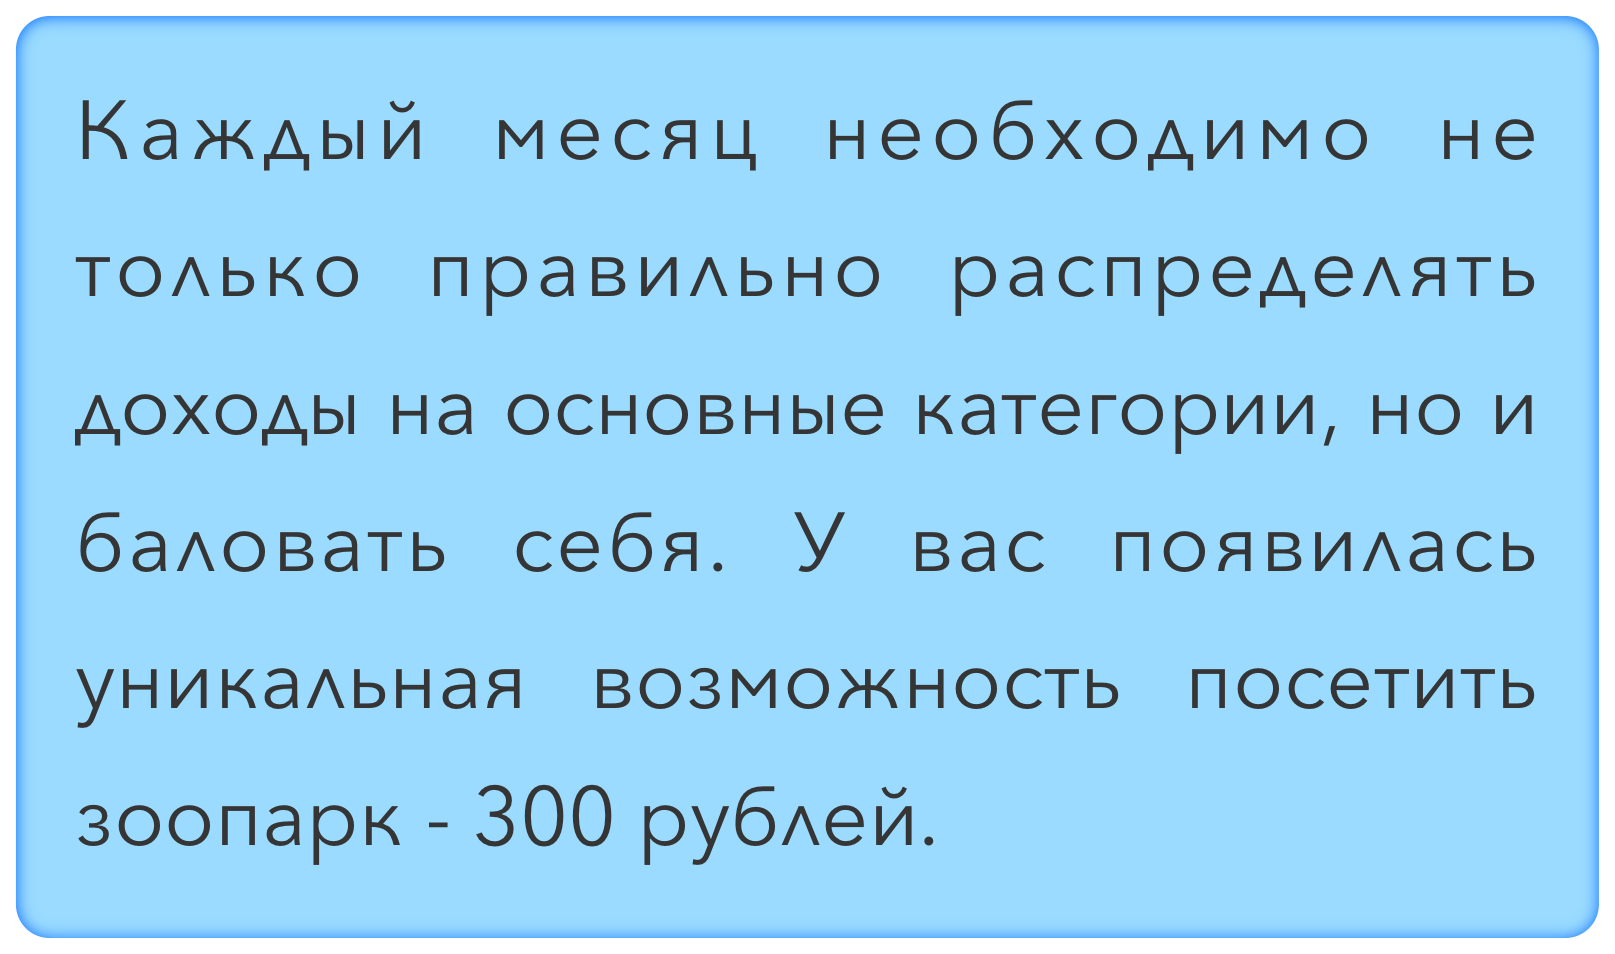 Каждый месяц необходимо не
только правильно распределять
доходы на основные категории, но и
баловать себя. У вас появилась
уникальная возможность посетить
зоопарк - 300 рублей.